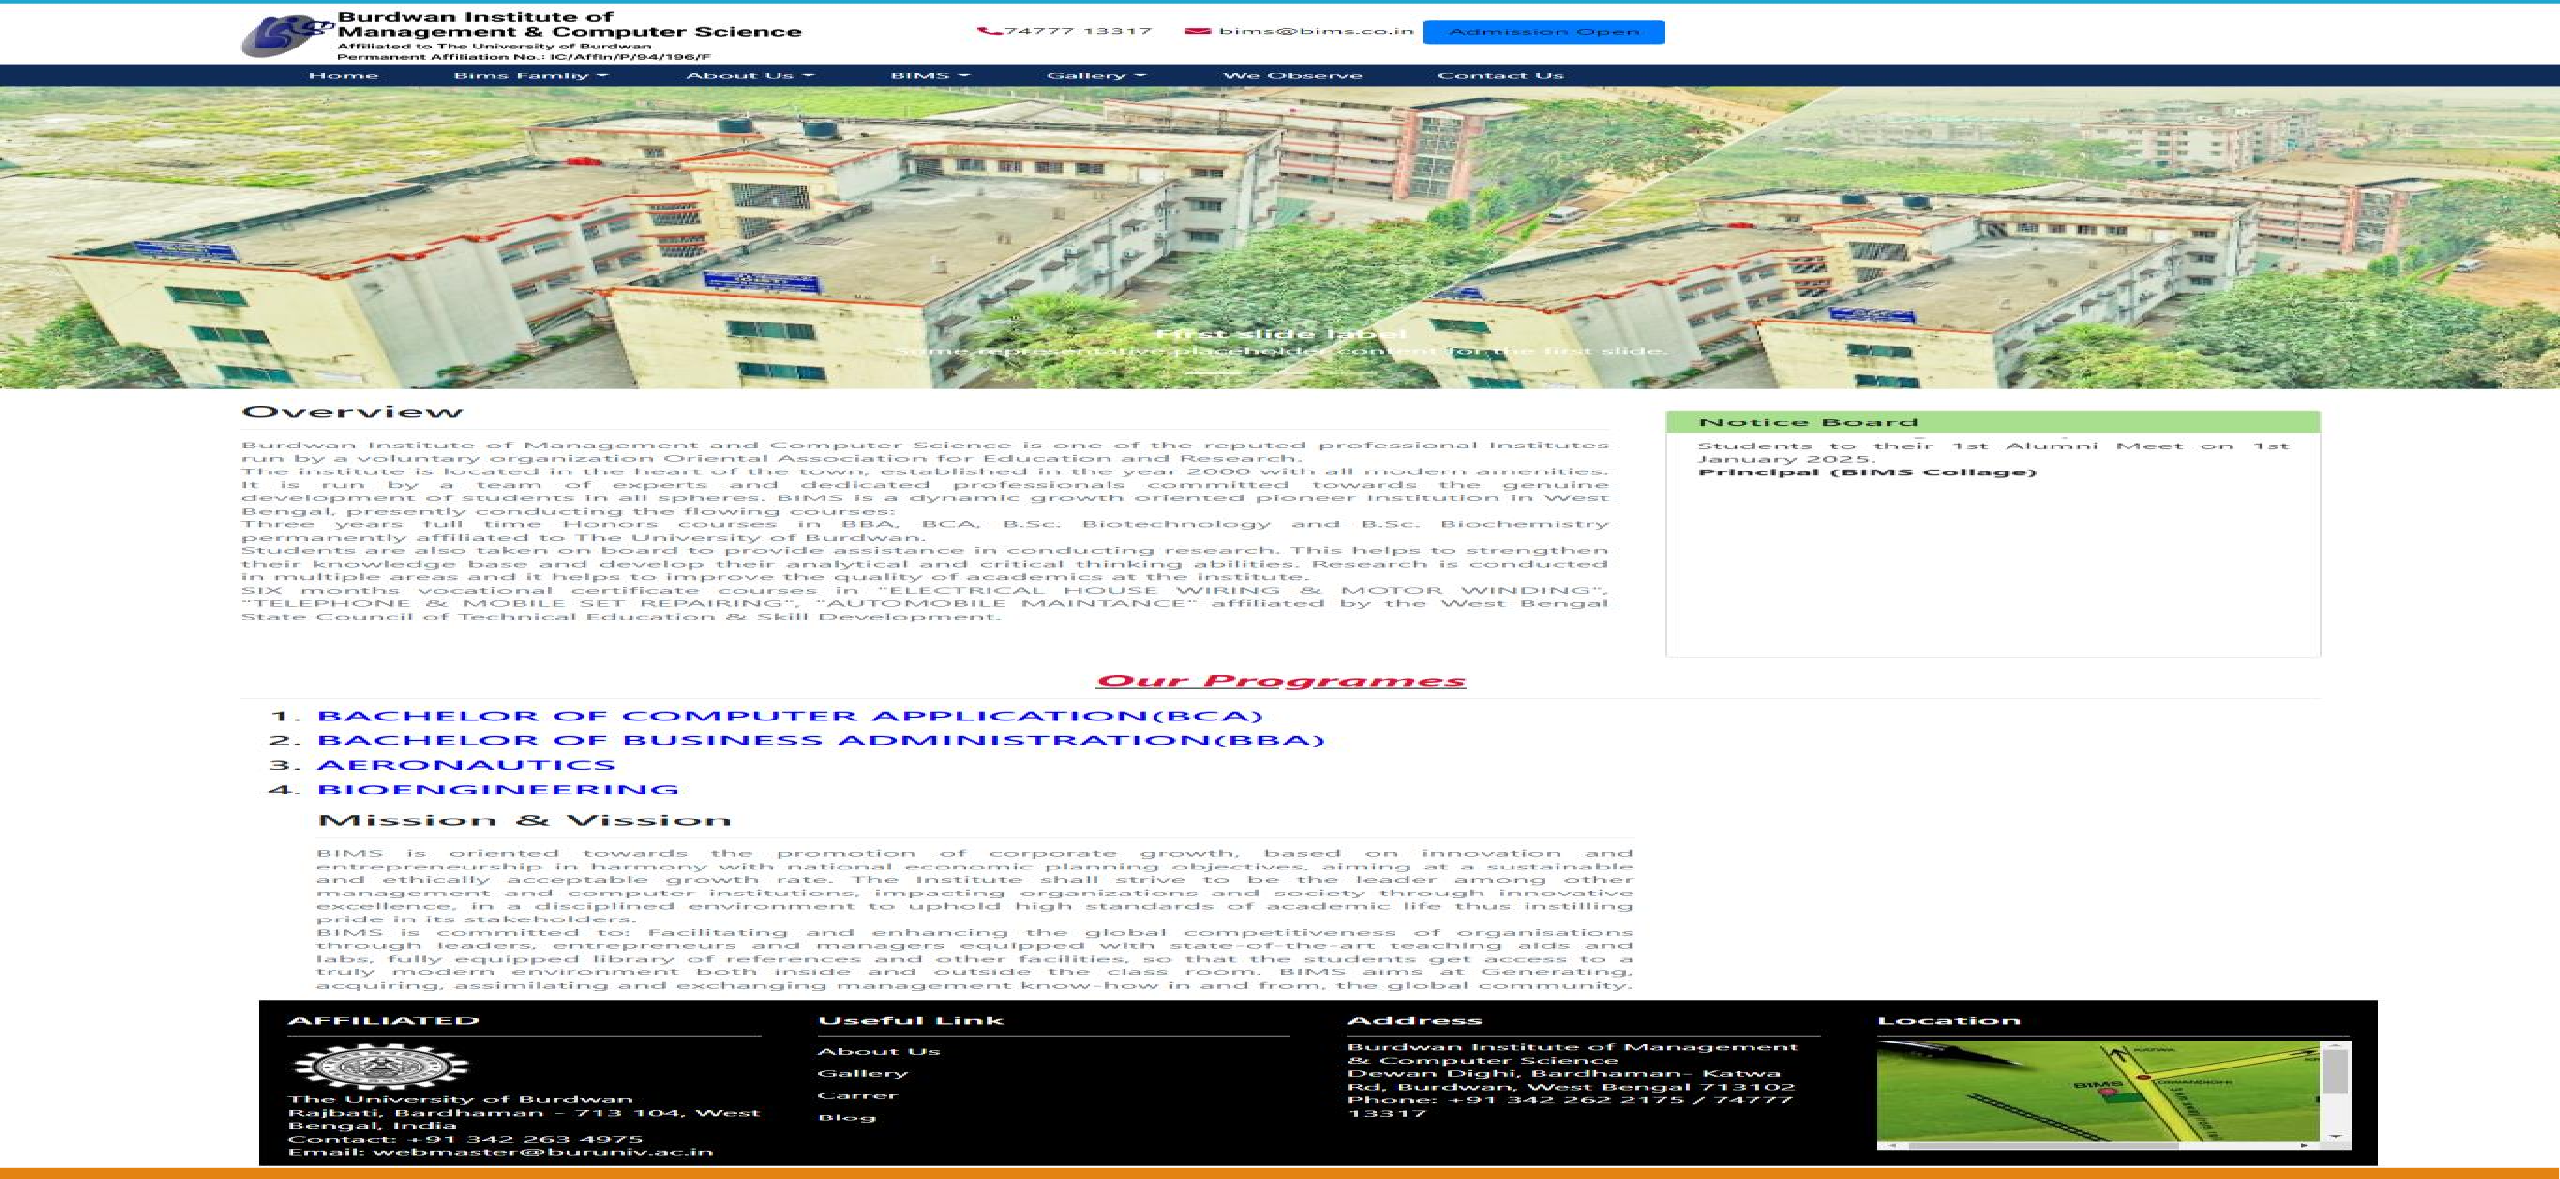 Burdwan Institute of
Management & Computer Science
Affiliated to The University of Burdwan
Permanent Affiliation No.: IC/Affln/P/94/196/F
74777 13317 bims@bims.co.in Admission Open
Home Bims Famliy About Us BIMS Gallery We Observe Contact Us
First slide label
Some representative placeholder content for the first slide.
Overview
Burdwan Institute of Management and Computer Science is one of the reputed professional Institutes
run by a voluntary organization Oriental Association for Education and Research.
The institute is located in the heart of the town, established in the year 2000 with all modern amenities.
It is run by a team of experts and dedicated professionals committed towards the genuine
development of students in all spheres. BIMS is a dynamic growth oriented pioneer Institution in West
Bengal, presently conducting the flowing courses:
Three years full time Honors courses in BBA, BCA, B.Sc. Biotechnology and B.Sc. Biochemistry
permanently affiliated to The University of Burdwan.
Students are also taken on board to provide assistance in conducting research. This helps to strengthen
their knowledge base and develop their analytical and critical thinking abilities. Research is conducted
in multiple areas and it helps to improve the quality of academics at the institute.
SIX months vocational certificate courses in "ELECTRICAL HOUSE WIRING & MOTOR WINDING",
"TELEPHONE & MOBILE SET REPAIRING", "AUTOMOBILE MAINTANCE" affiliated by the West Bengal
State Council of Technical Education & Skill Development.
Notice Board
Students to their 1st Alumni Meet on 1st
January 2025.
Principal (BIMS Collage)
Our Programes
1. BACHELOR OF COMPUTER APPLICATION(BCA)
2. BACHELOR OF BUSINESS ADMINISTRATION(BBA)
3. AERONAUTICS
4. BIOENGINEERING
Mission & Vission
BIMS is oriented towards the promotion of corporate growth, based on innovation and
entrepreneurship in harmony with national economic planning objectives, aiming at a sustainable
and ethically acceptable growth rate. The Institute shall strive to be the leader among other
management and computer institutions, impacting organizations and society through innovative
excellence, in a disciplined environment to uphold high standards of academic life thus instilling
pride in its stakeholders.
BIMS is committed to: Facilitating and enhancing the global competitiveness of organisations
through leaders, entrepreneurs and managers equipped with state-of-the-art teaching aids and
labs, fully equipped library of references and other facilities, so that the students get access to a
truly modern environment both inside and outside the class room. BIMS aims at Generating,
acquiring, assimilating and exchanging management know-how in and from, the global community.
AFFILIATED
The University of Burdwan
Rajbati, Bardhaman - 713 104, West
Bengal, India
Contact: +91 342 263 4975
Email: webmaster@buruniv.ac.in
Useful Link
About Us
Gallery
Carrer
Blog
Address
Burdwan Institute of Management
& Computer Science
Dewan Dighi, Bardhaman- Katwa
Rd, Burdwan, West Bengal 713102
Phone: +91 342 262 2175 / 74777
13317
Location
KATWA
BIMS